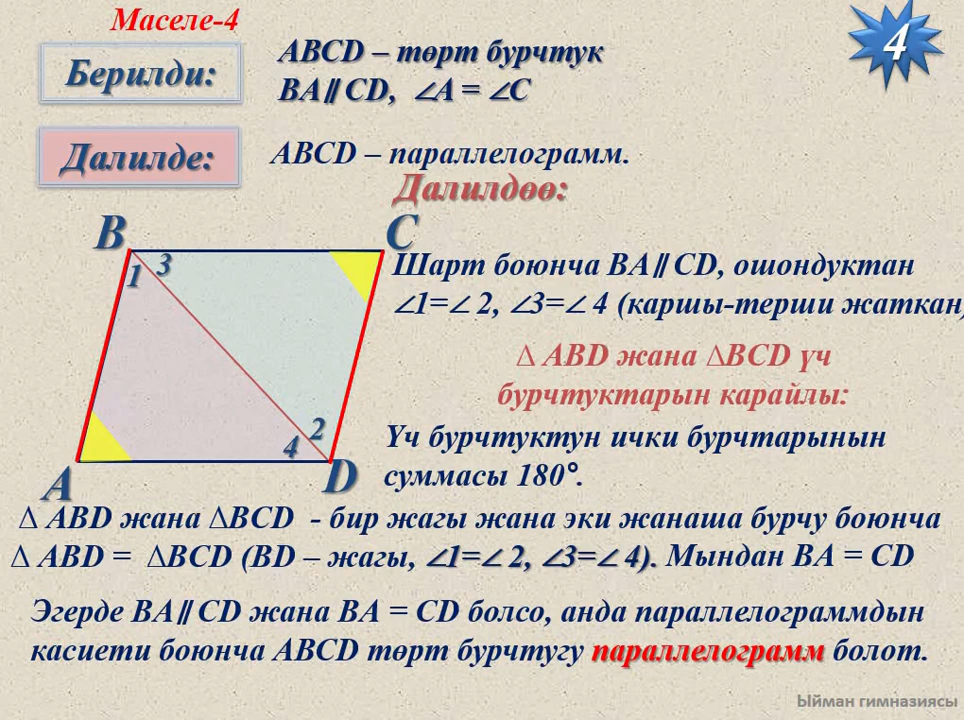 Маселе-4
4
Берилди:
ABCD – төрт бурчтук
BA∥CD, ∠A = ∠C
Далилде:
ABCD – параллелограмм.
Далилдөө:
B
C
1
3
Шарт боюнча BA∥CD, ошондуктан
∠1=∠ 2, ∠3=∠ 4 (каршы-терши жаткан)
∆ ABD жана ∆BCD үч
бурчтуктарын карайлы:
2
4
A
D
Үч бурчтуктун ички бурчтарынын
суммасы 180°.
∆ ABD жана ∆BCD - бир жагы жана эки жанаша бурчу боюнча
∆ ABD = ∆BCD (BD – жагы, ∠1=∠ 2, ∠3=∠ 4). Мындан BA = CD
Эгерде BA∥CD жана BA = CD болсо, анда параллелограммдын
касиети боюнча ABCD төрт бурчтугу параллелограмм болот.
Ыйман гимназиясы